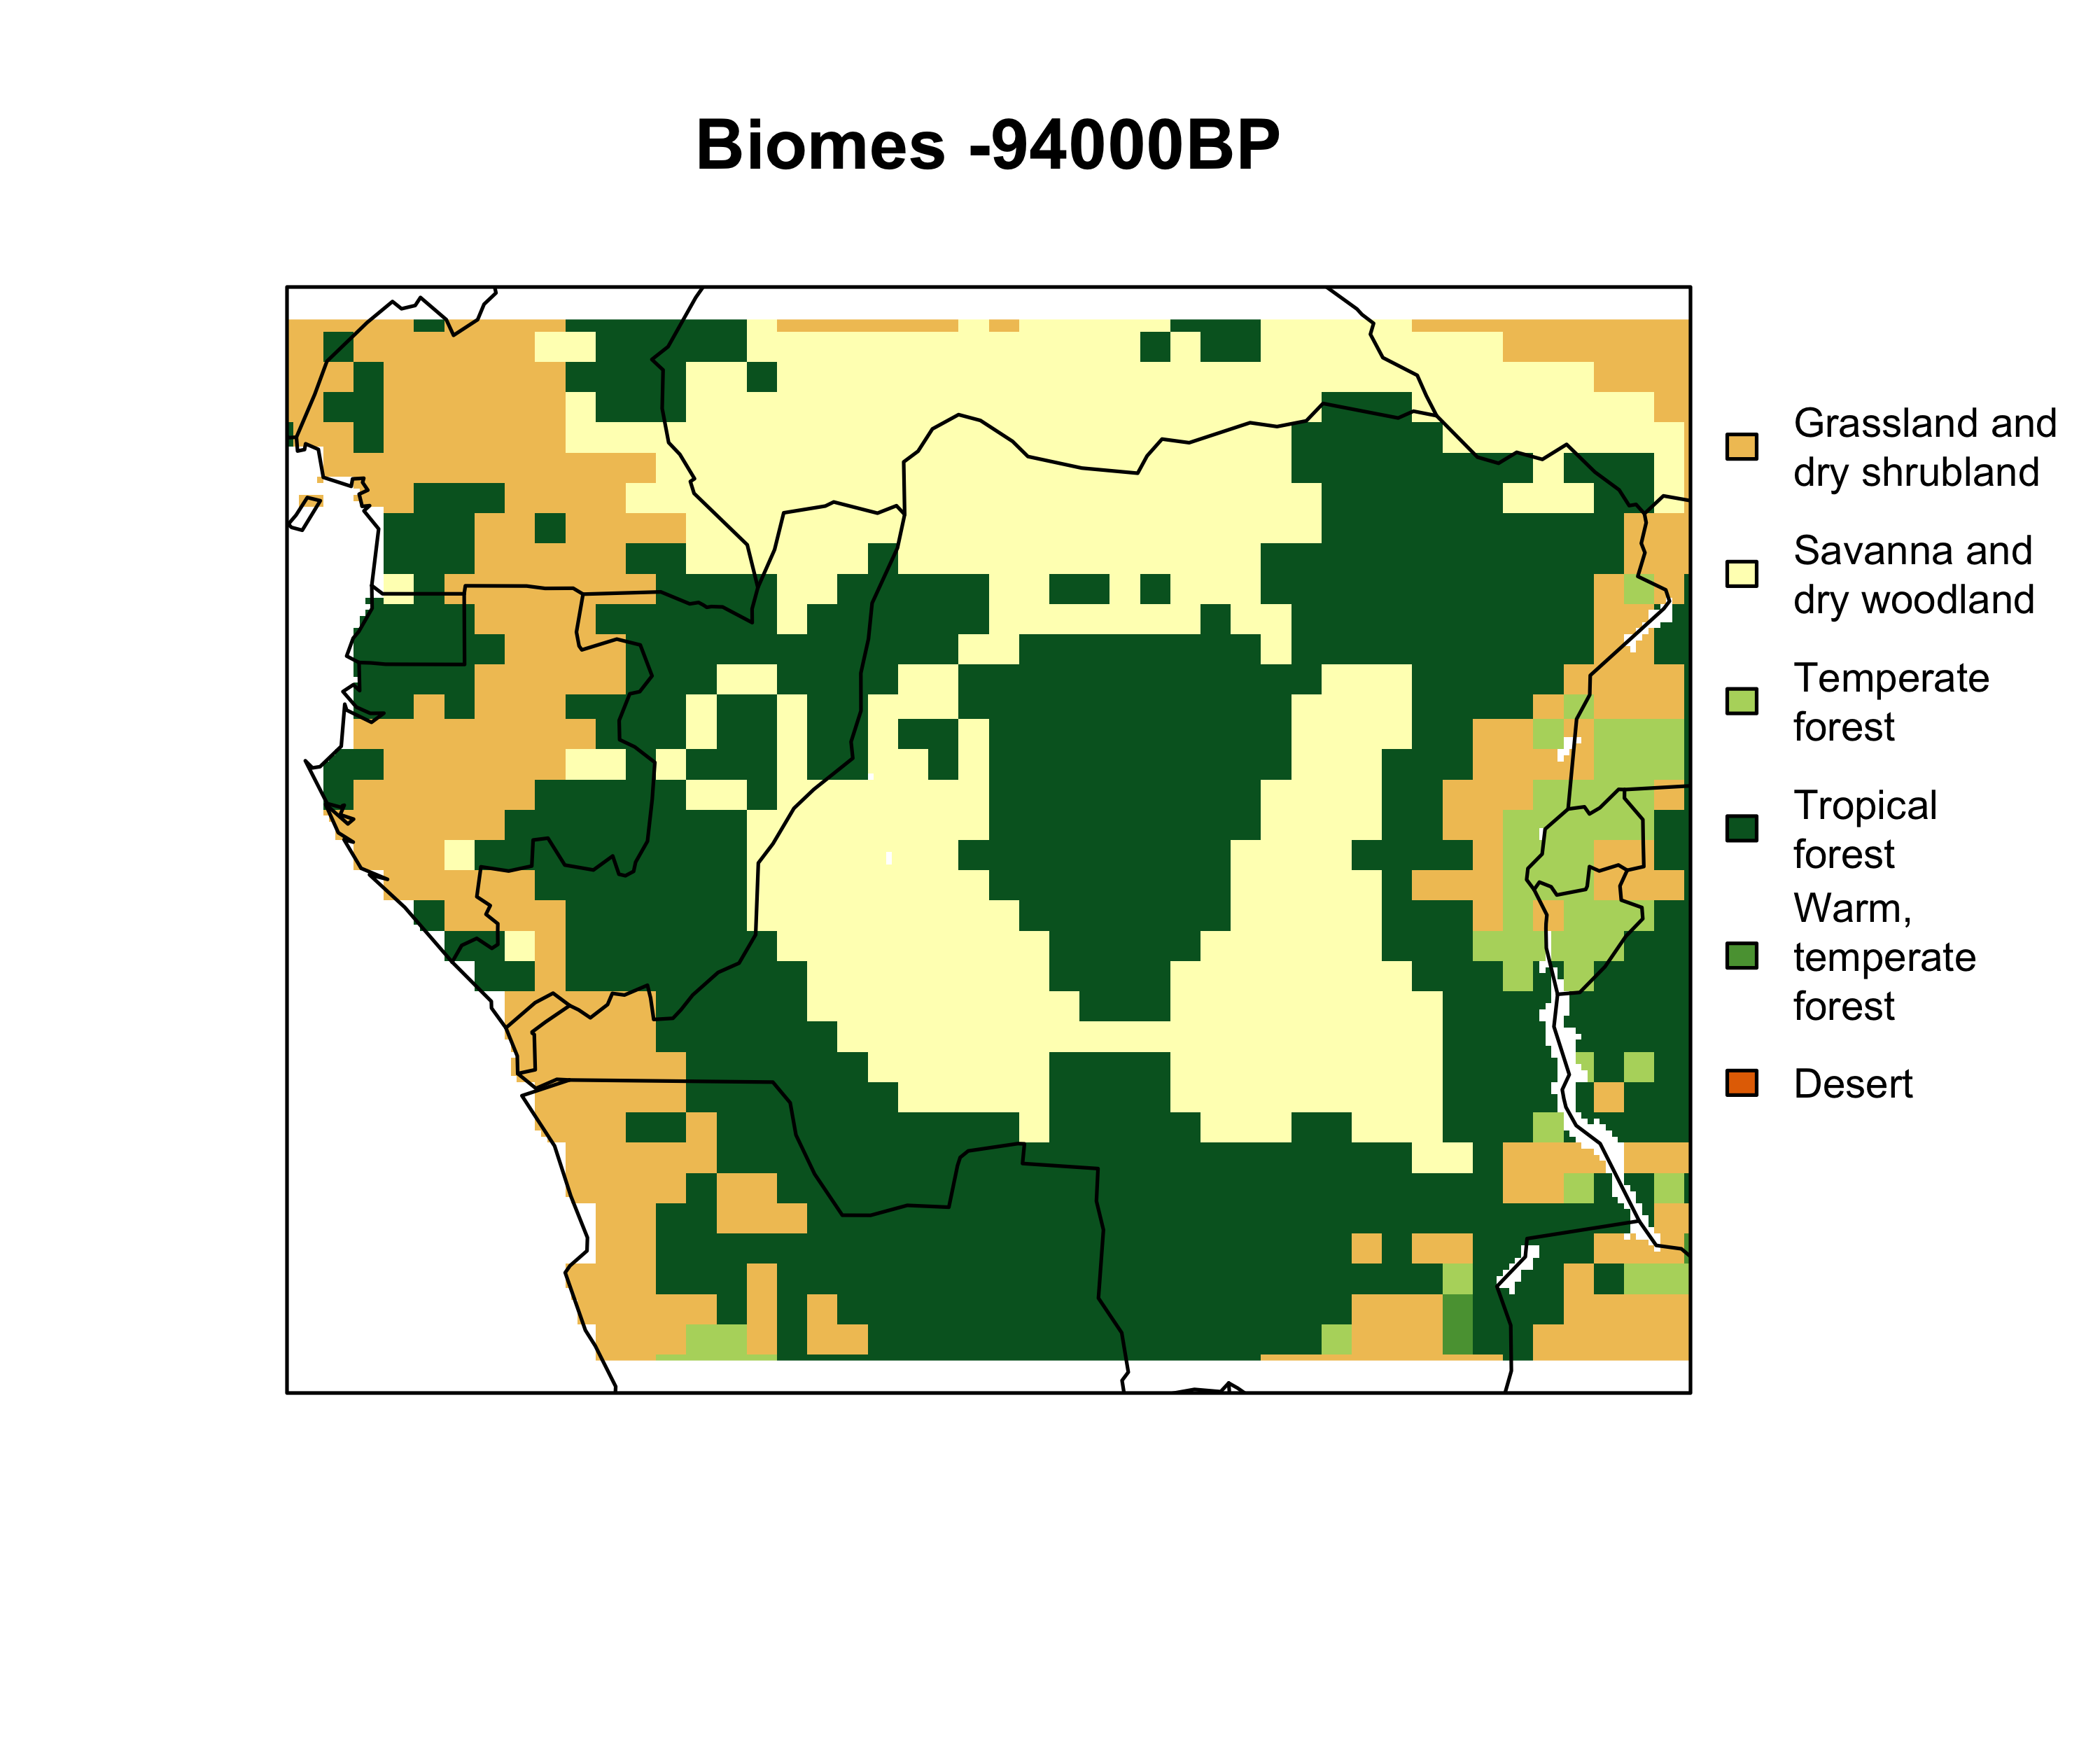 Biomes -94000BP
Grassland and
dry shrubland
Savanna and
dry woodland
Temperate
forest
Tropical
forest
Warm,
temperate
forest
Desert